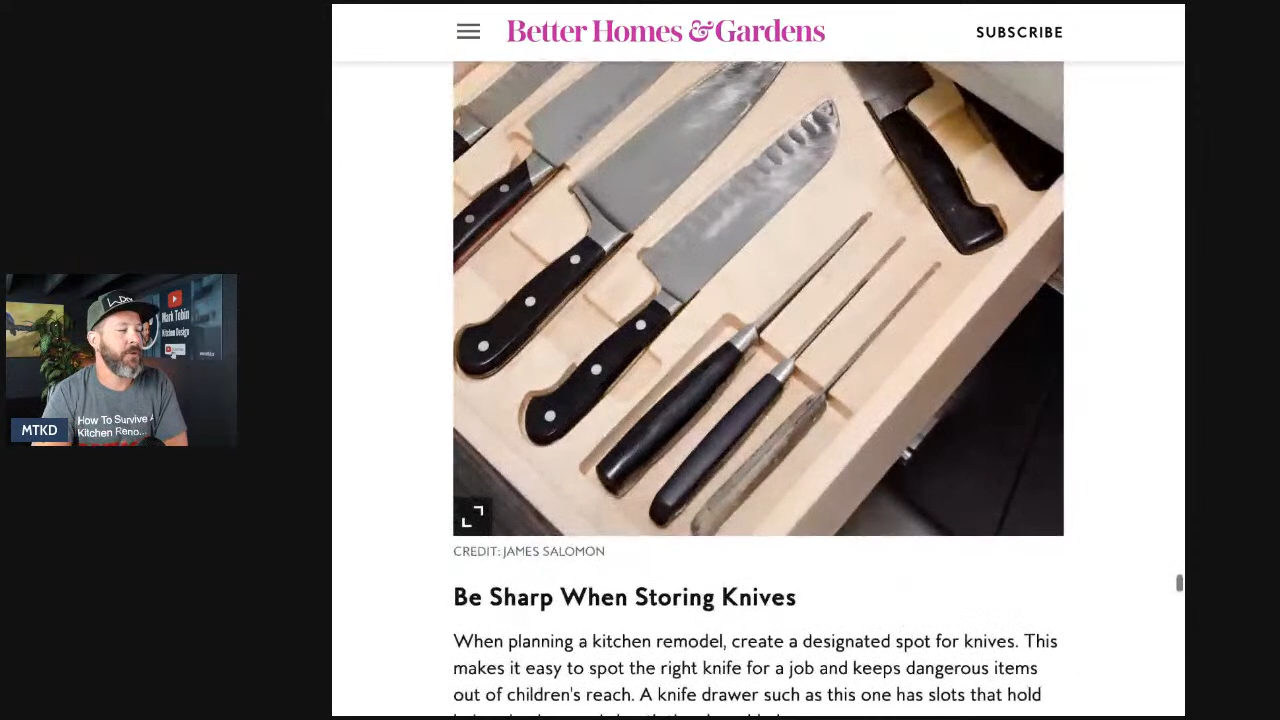 Better Homes & Gardens
SUBSCRIBE
Mark Tobin
Kitchen Design
MTKD
How To Survive A
Kitchen Reno...
CREDIT: JAMES SALOMON
Be Sharp When Storing Knives
When planning a kitchen remodel, create a designated spot for knives. This
makes it easy to spot the right knife for a job and keeps dangerous items
out of children's reach. A knife drawer such as this one has slots that hold